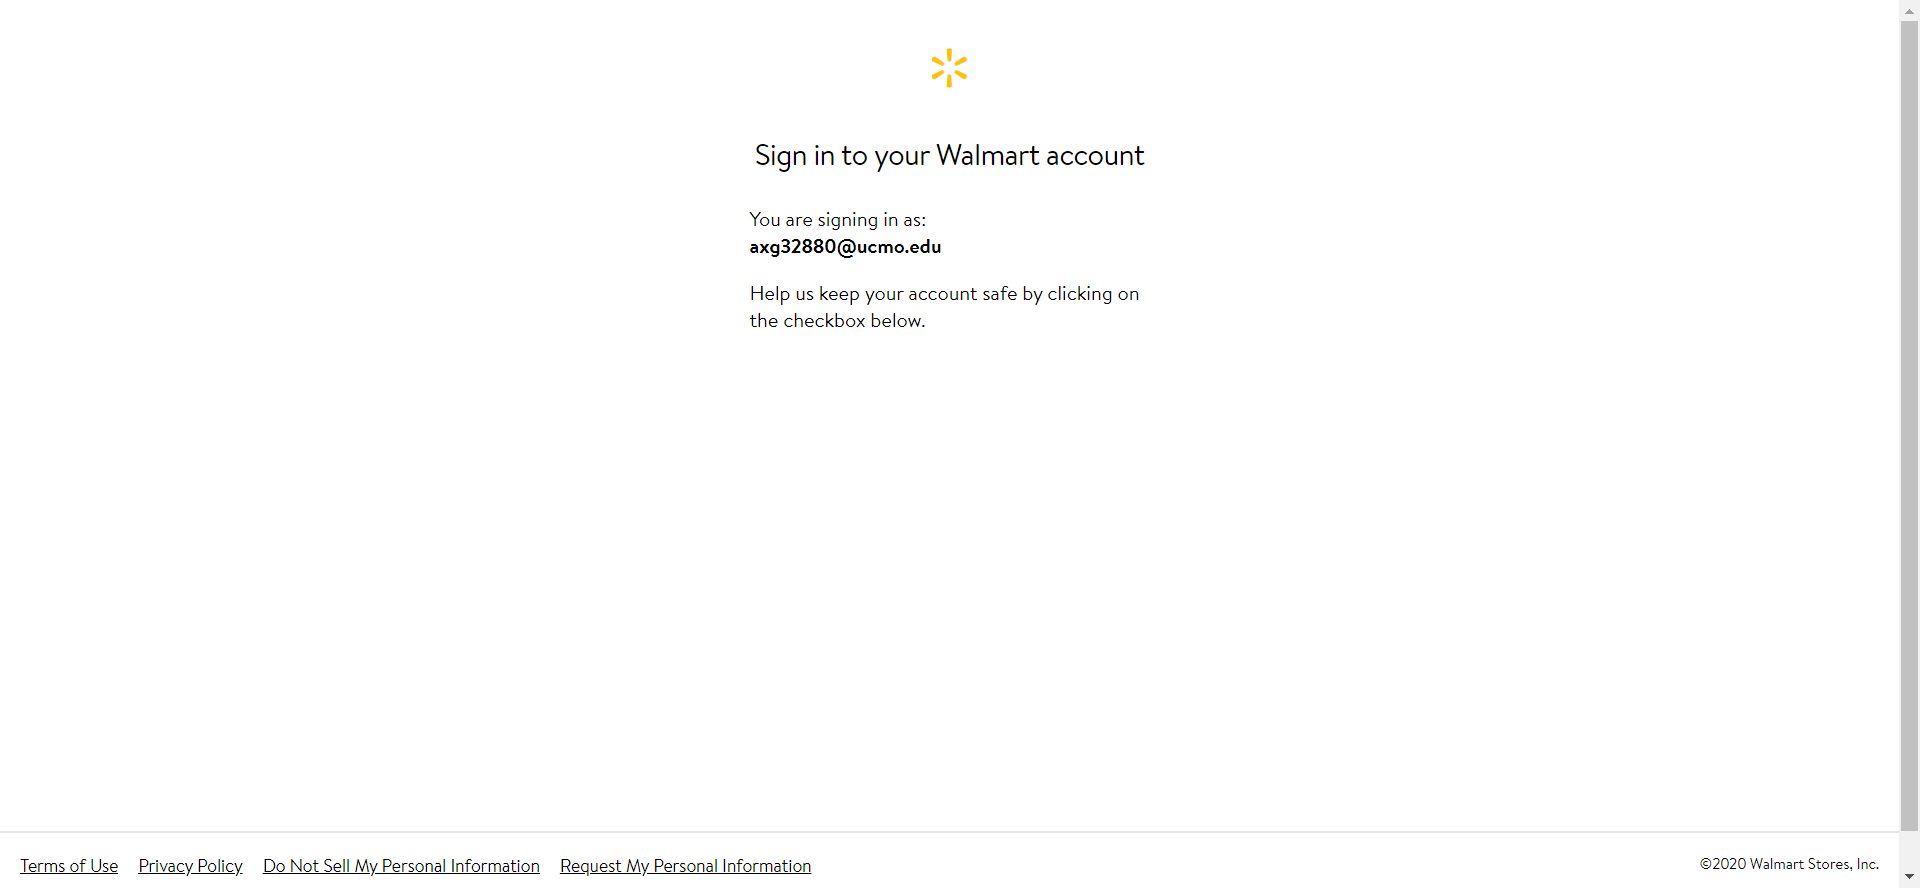 Sign in to your Walmart account
You are signing in as:
axg32880@ucmo.edu
Help us keep your account safe by clicking on
the checkbox below.
Terms of Use Privacy Policy Do Not Sell My Personal Information Request My Personal Information ©2020 Walmart Stores, Inc.